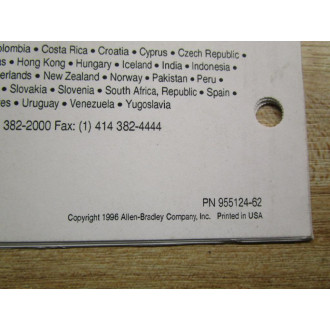 olombia • Costa Rica • Croatia • Cyprus • Czech Republic •
us • Hong Kong • Hungary • Iceland • India • Indonesia •
erlands • New Zealand • Norway • Pakistan • Peru •
• Slovakia • Slovenia • South Africa, Republic • Spain •
es • Uruguay • Venezuela • Yugoslavia
382-2000 Fax: (1) 414 382-4444
PN 955124-62
Copyright 1996 Allen-Bradley Company, Inc. Printed in USA